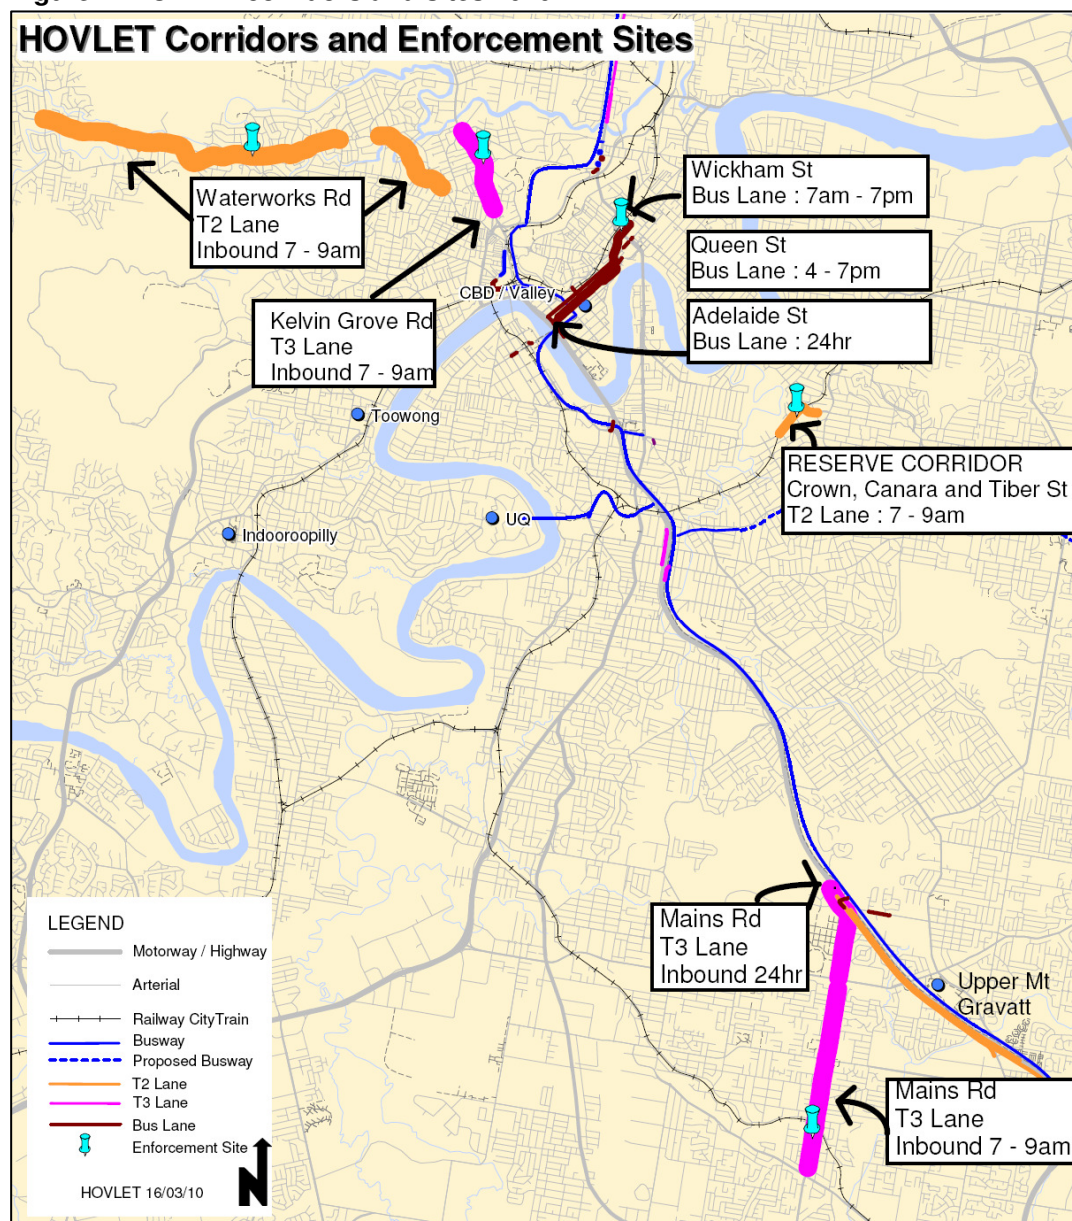 HOVLET Corridors and Enforcement Sites
Wickham St
Bus Lane : 7am - 7pm
Waterworks Rd
T2 Lane
Inbound 7 - 9am
Queen St
Bus Lane : 4 - 7pm
CBD / Valley
Kelvin Grove Rd
T3 Lane
Inbound 7 - 9am
Adelaide St
Bus Lane : 24hr
Toowong
RESERVE CORRIDOR
Crown, Canara and Tiber St
T2 Lane : 7 - 9am
UQ
Indooroopilly
Mains Rd
T3 Lane
Inbound 24hr
Upper Mt
Gravatt
Mains Rd
T3 Lane
Inbound 7 - 9am
LEGEND
Motorway / Highway
Arterial
Railway CityTrain
Busway
Proposed Busway
T2 Lane
T3 Lane
Bus Lane
Enforcement Site
HOVLET 16/03/10
N